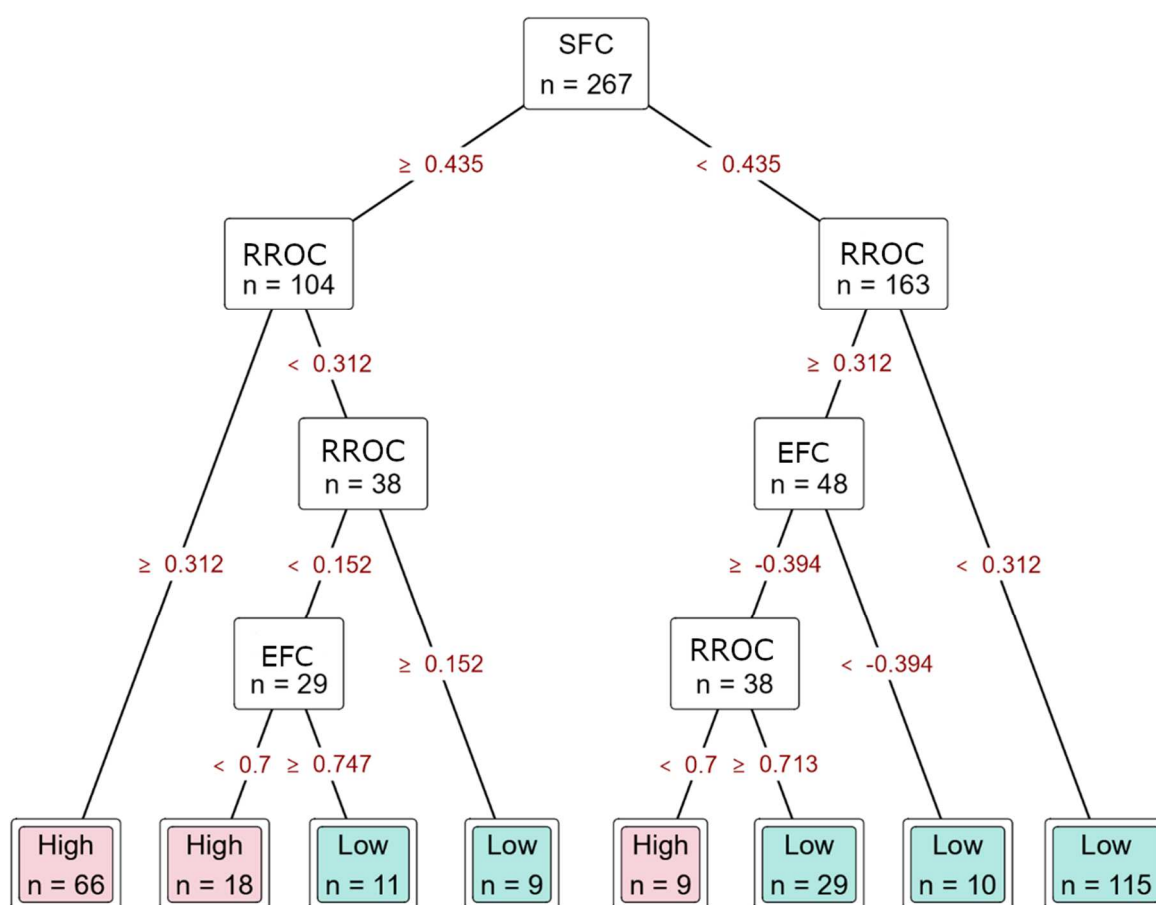 SFC
n = 267
≥ 0.435
< 0.435
RROC
n = 104
RROC
n = 163
< 0.312
≥ 0.312
RROC
n = 38
EFC
n = 48
≥ 0.312
< 0.152
≥ -0.394
< 0.312
EFC
n = 29
≥ 0.152
RROC
n = 38
< -0.394
< 0.7
≥ 0.747
< 0.7
≥ 0.713
High
n = 66
High
n = 18
Low
n = 11
Low
n = 9
High
n = 9
Low
n = 29
Low
n = 10
Low
n = 115